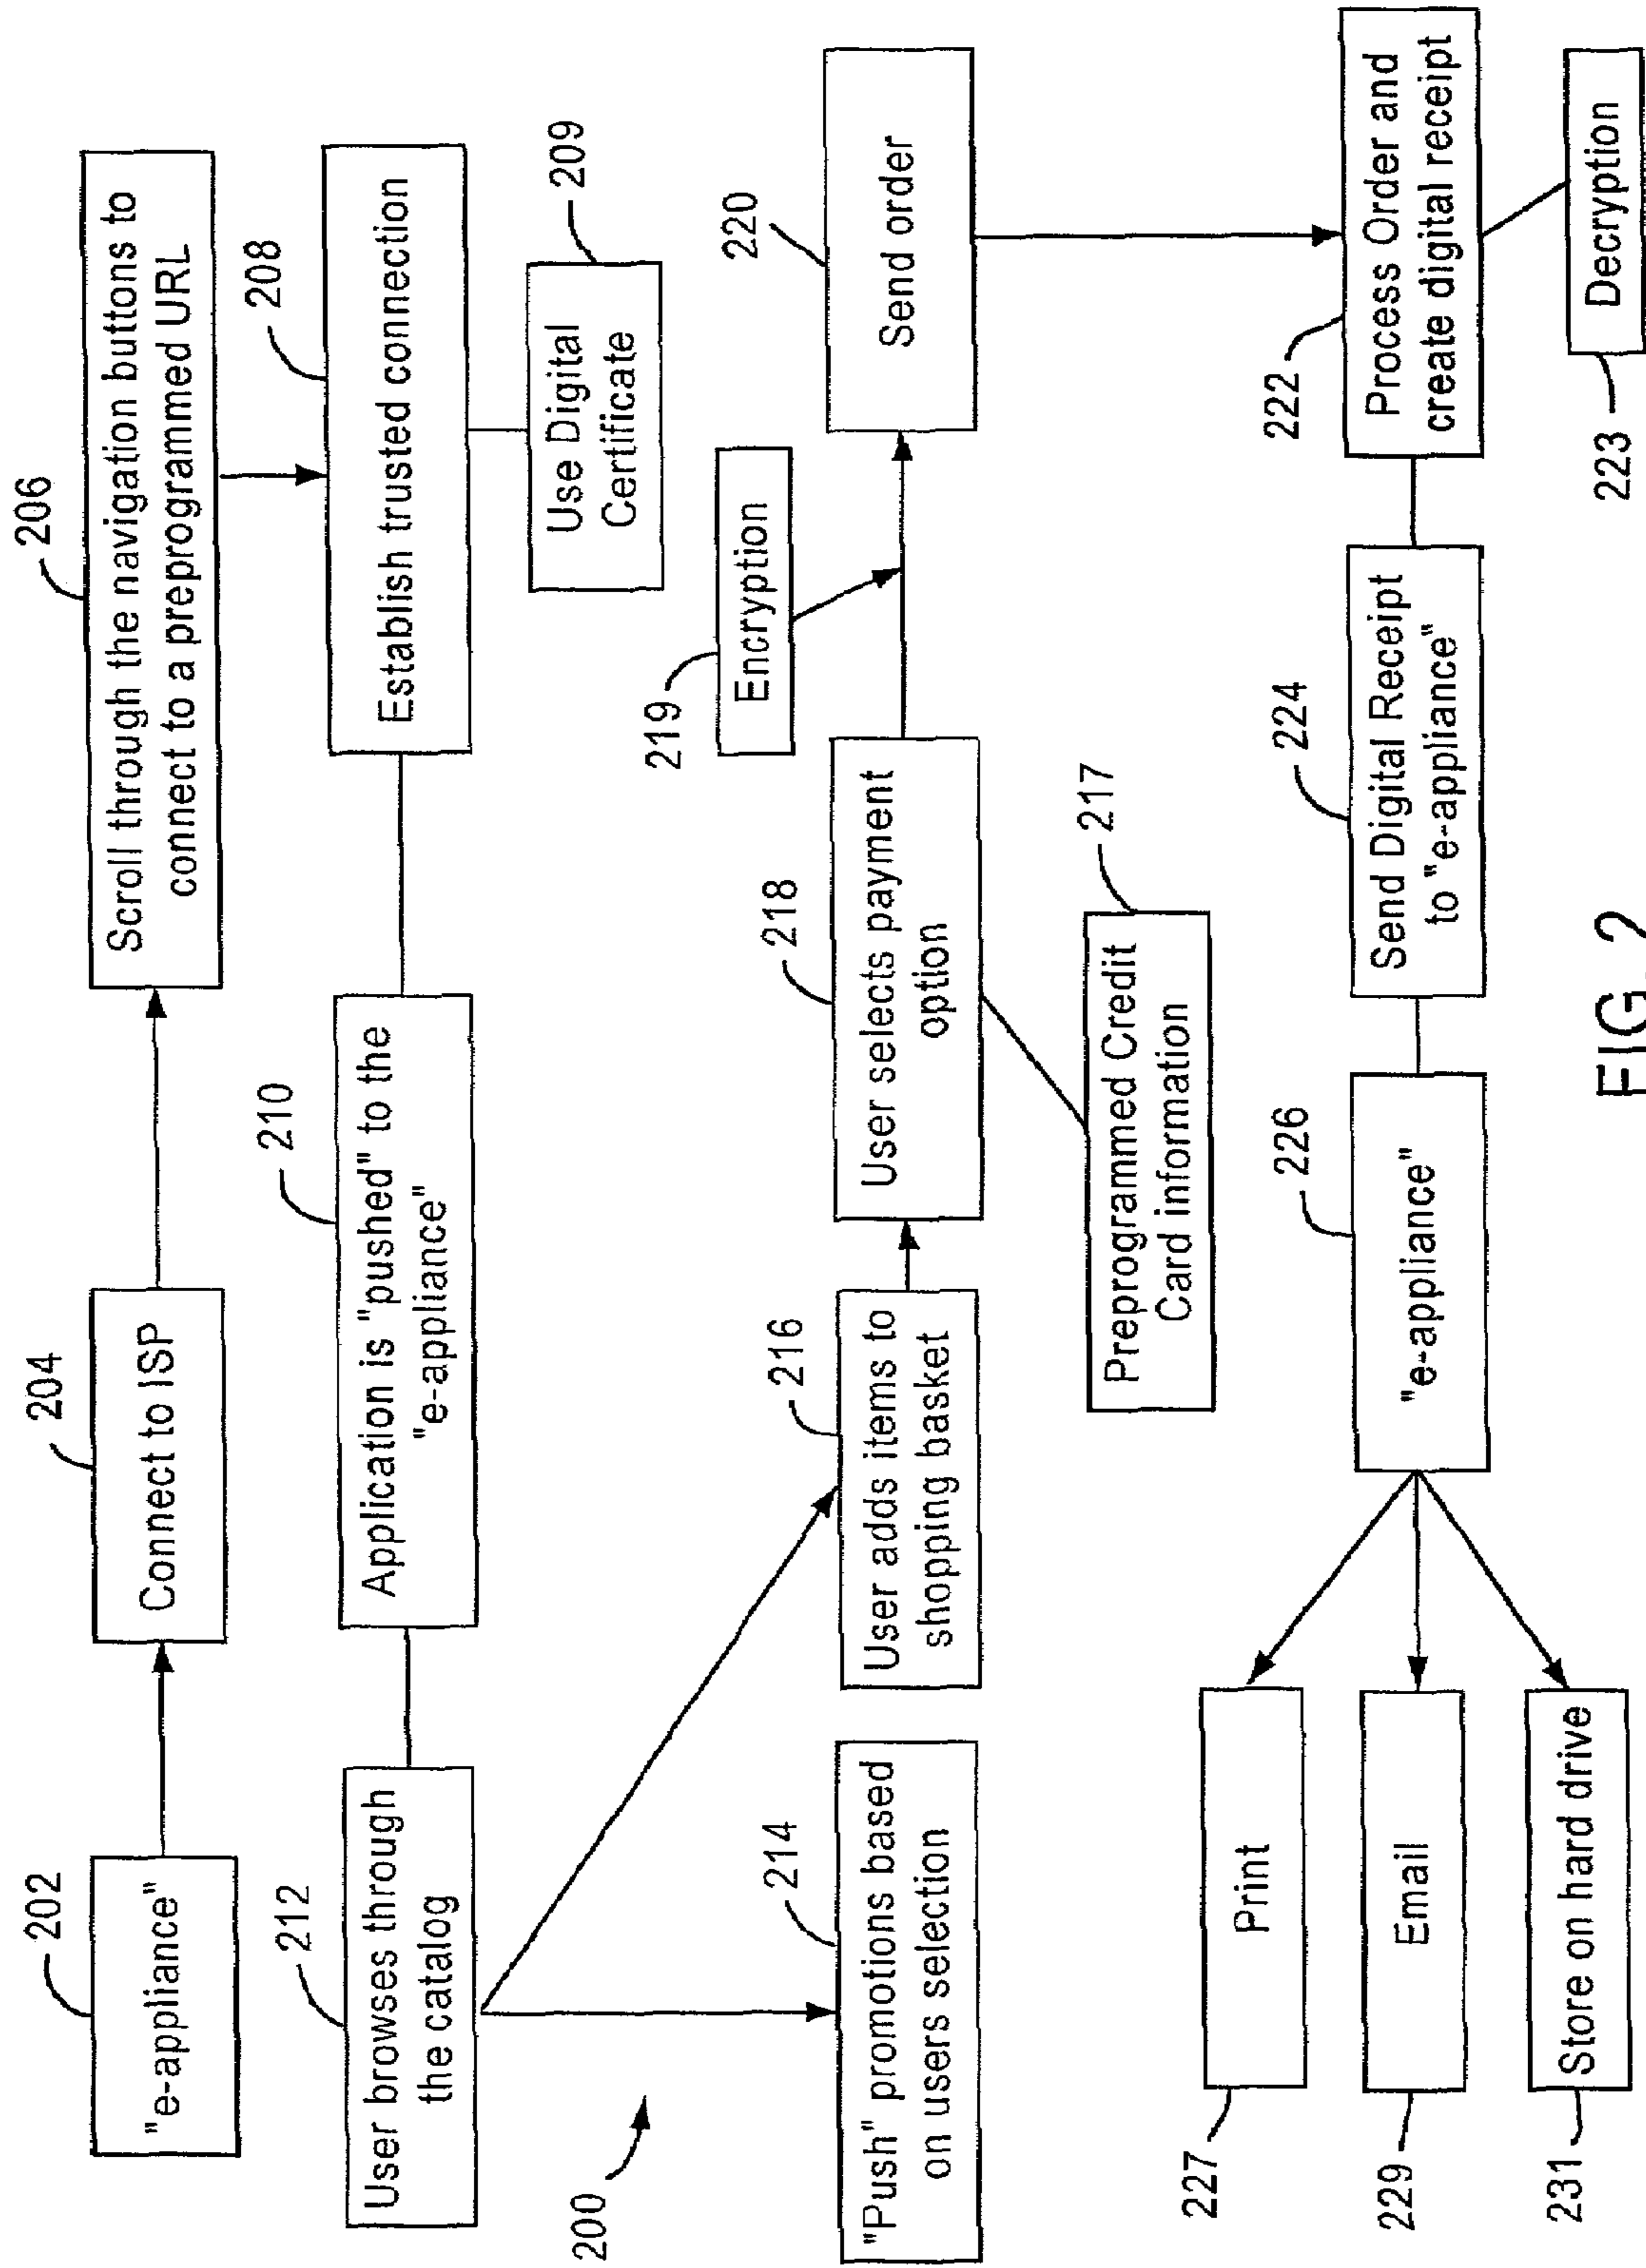 202
"e-appliance"
204
Connect to ISP
206
Scroll through the navigation buttons to
connect to a preprogrammed URL
208
Establish trusted connection
209
Use Digital
Certificate
210
Application is "pushed" to the
"e-appliance"
212
User browses through
the catalog
200
214
"Push" promotions based
on users selection
216
User adds items to
shopping basket
218
User selects payment
option
217
Preprogrammed Credit
Card information
219
Encryption
220
Send order
222
Process Order and
create digital receipt
223
Decryption
224
Send Digital Receipt
to "e-appliance"
226
"e-appliance"
227
Print
229
Email
231
Store on hard drive
FIG. 2